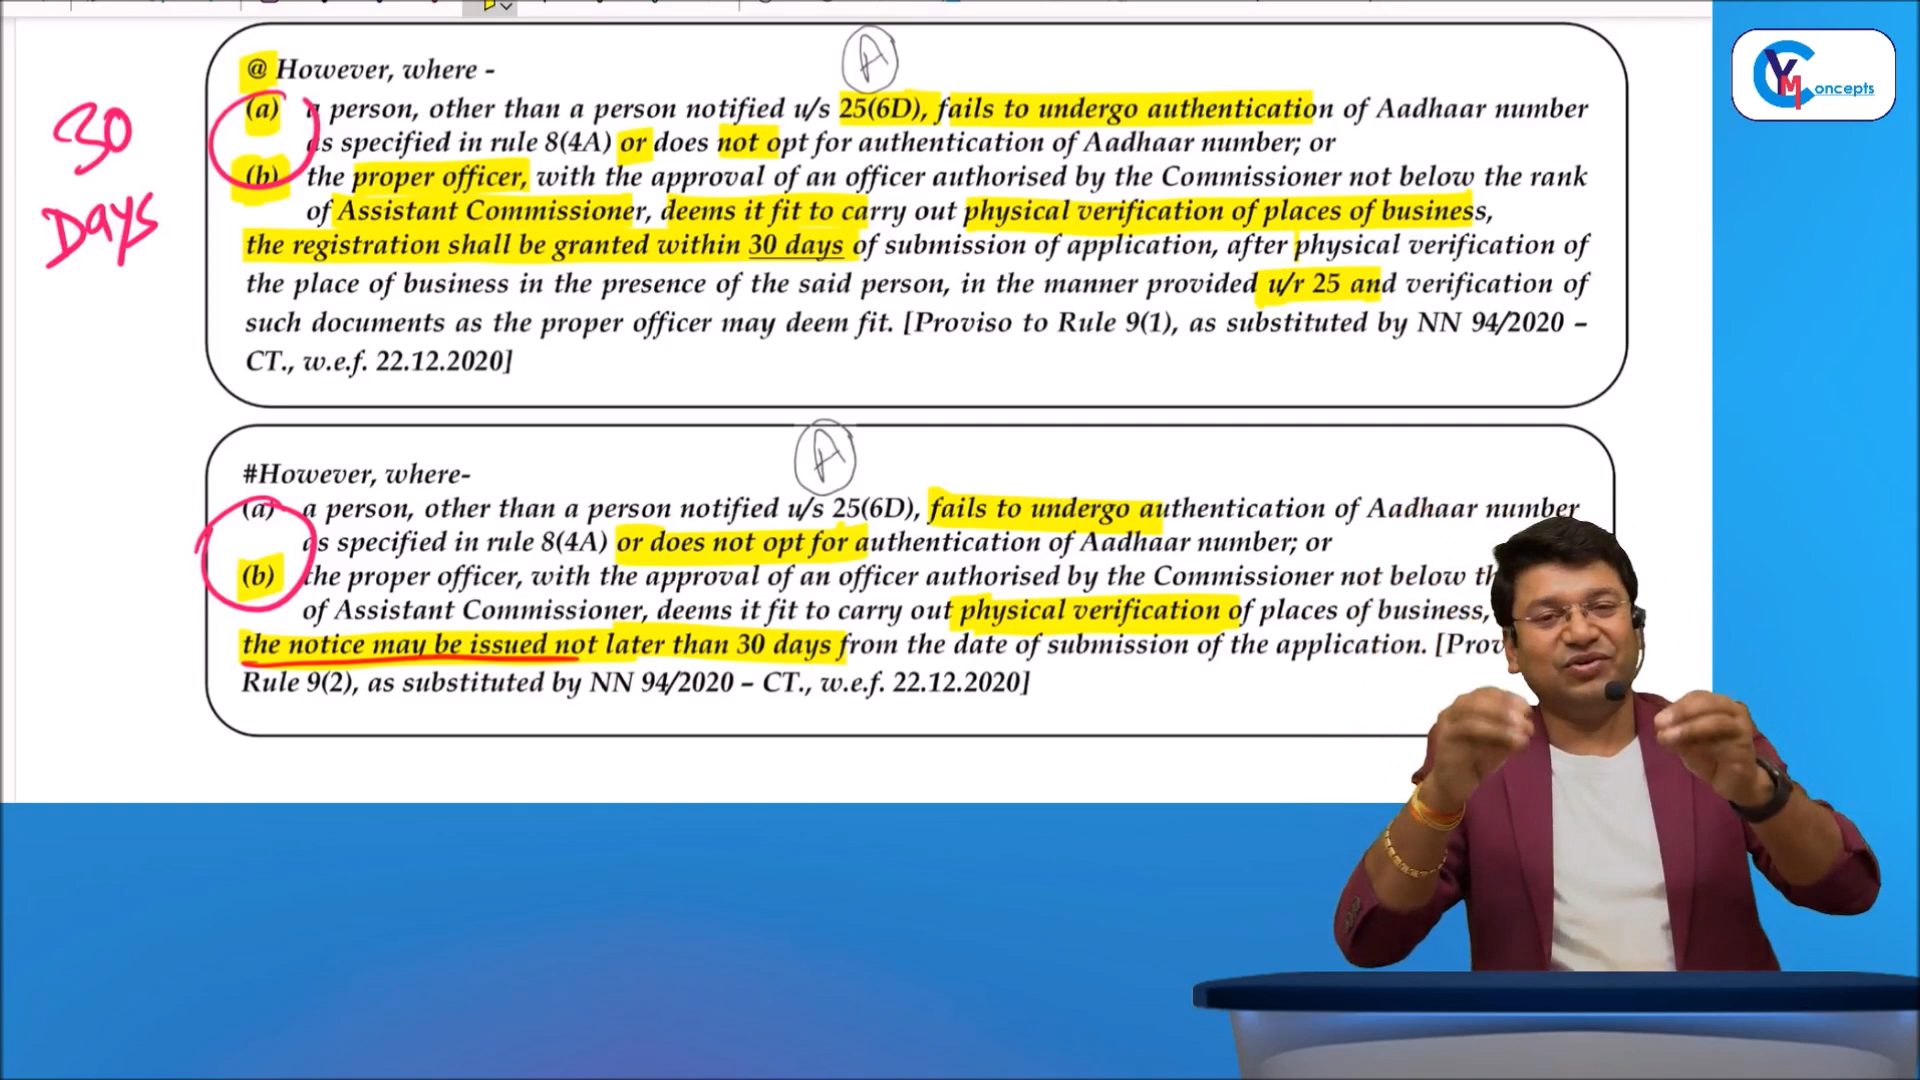 A
@ However, where -
(a) a person, other than a person notified u/s 25(6D), fails to undergo authentication of Aadhaar number
as specified in rule 8(4A) or does not opt for authentication of Aadhaar number; or
(b) the proper officer, with the approval of an officer authorised by the Commissioner not below the rank
of Assistant Commissioner, deems it fit to carry out physical verification of places of business,
the registration shall be granted within 30 days of submission of application, after physical verification of
the place of business in the presence of the said person, in the manner provided u/r 25 and verification of
such documents as the proper officer may deem fit. [Proviso to Rule 9(1), as substituted by NN 94/2020 –
CT., w.e.f. 22.12.2020]
30
Days
A
#However, where-
(a) a person, other than a person notified u/s 25(6D), fails to undergo authentication of Aadhaar number
as specified in rule 8(4A) or does not opt for authentication of Aadhaar number; or
(b) the proper officer, with the approval of an officer authorised by the Commissioner not below
of Assistant Commissioner, deems it fit to carry out physical verification of places of business,
the notice may be issued not later than 30 days from the date of submission of the application.
Rule 9(2), as substituted by NN 94/2020 – CT., w.e.f. 22.12.2020]
YM Concepts